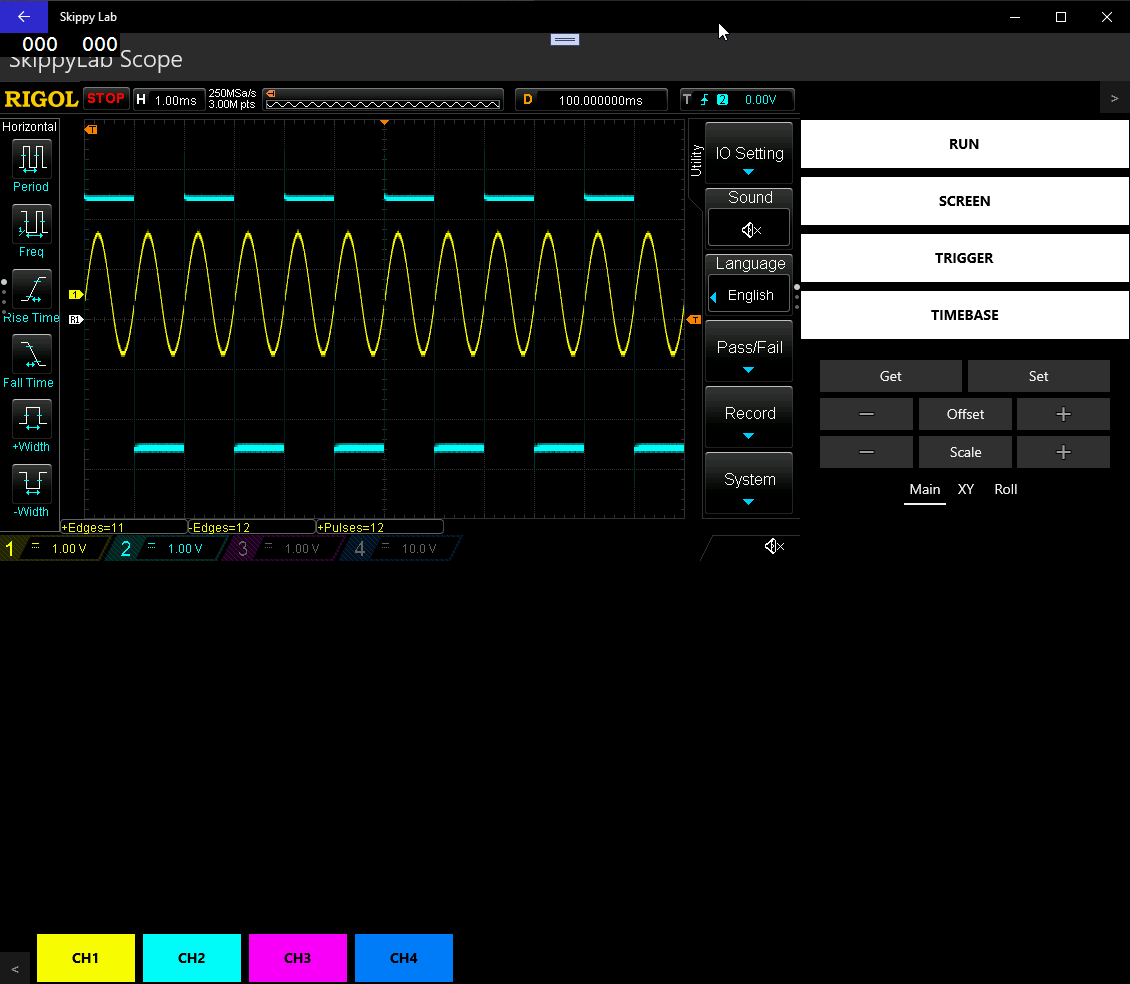 Skippy Lab
000 000
SkippyLab Scope
RIGOL STOP H 1.00ms 250MSa/s 3.00M pts D 100.000000ms T 2 0.00V >
Horizontal
Period
Freq
Rise Time
Fall Time
+Width
-Width
T
1
B1
T
Utility
IO Setting
Sound
Language
English
Pass/Fail
Record
System
+Edges=11 -Edges=12 +Pulses=12
1 = 1.00 V 2 = 1.00 V 3 = 1.00 V 4 = 10.0 V
RUN
SCREEN
TRIGGER
TIMEBASE
Get Set
— Offset +
— Scale +
Main XY Roll
< CH1 CH2 CH3 CH4